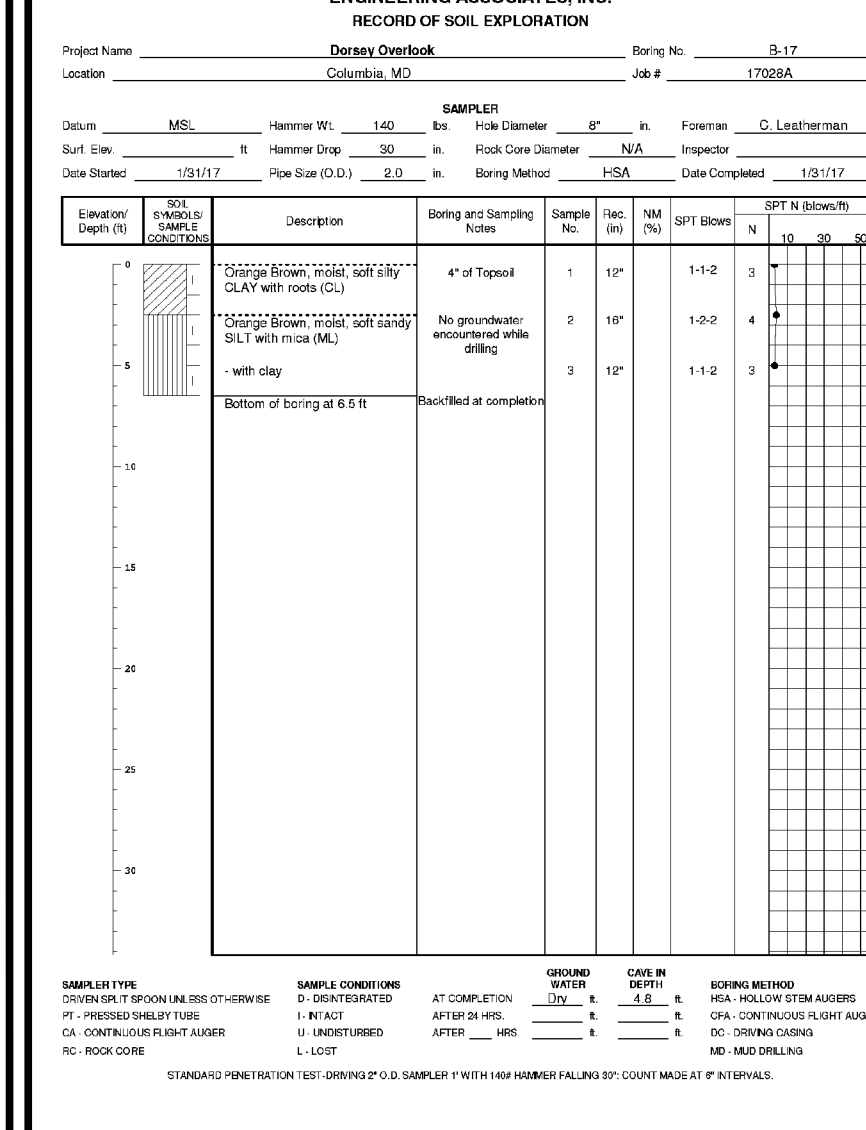 ENGINEERING ASSOCIATES, INC.
RECORD OF SOIL EXPLORATION
Project Name Dorsey Overlook Boring No. B-17
Location Columbia, MD Job # 17028A
SAMPLER
Datum MSL Hammer Wt. 140 lbs. Hole Diameter 8" in. Foreman C. Leatherman
Surf. Elev. ft Hammer Drop 30 in. Rock Core Diameter N/A Inspector
Date Started 1/31/17 Pipe Size (O.D.) 2.0 in. Boring Method HSA Date Completed 1/31/17
Elevation/ Depth (ft) SOIL SYMBOLS/ SAMPLE CONDITIONS Description Boring and Sampling Notes Sample No. Rec. (in) NM (%) SPT Blows SPT N (blows/ft)
N 10 30 50
0
Orange Brown, moist, soft silty 4" of Topsoil 1 12" 1-1-2 3
I
CLAY with roots (CL)
Orange Brown, moist, soft sandy No groundwater 2 16" 1-2-2 4
I
SILT with mica (ML) encountered while
drilling
5
- with clay 3 12" 1-1-2 3
I
Bottom of boring at 6.5 ft Backfilled at completion
10
15
20
25
30
GROUND WATER CAVE IN DEPTH
SAMPLER TYPE SAMPLE CONDITIONS BORING METHOD
DRIVEN SPLIT SPOON UNLESS OTHERWISE D - DISINTEGRATED AT COMPLETION Dry ft. 4.8 ft. HSA - HOLLOW STEM AUGERS
PT - PRESSED SHELBY TUBE I - INTACT AFTER 24 HRS. ft. ft. CFA - CONTINUOUS FLIGHT AUG
CA - CONTINUOUS FLIGHT AUGER U - UNDISTURBED AFTER HRS. ft. ft. DC - DRIVING CASING
RC - ROCK CORE L - LOST MD - MUD DRILLING
STANDARD PENETRATION TEST-DRIVING 2" O.D. SAMPLER 1' WITH 140# HAMMER FALLING 30": COUNT MADE AT 6" INTERVALS.